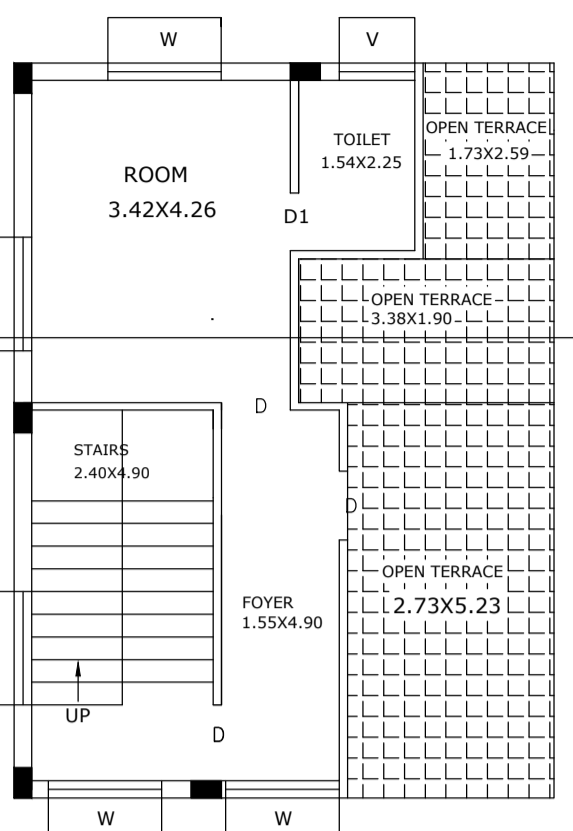 W
V
OPEN TERRACE
1.73X2.59
TOILET
1.54X2.25
ROOM
3.42X4.26
D1
OPEN TERRACE
3.38X1.90
D
STAIRS
2.40X4.90
D
OPEN TERRACE
2.73X5.23
FOYER
1.55X4.90
UP
D
W
W